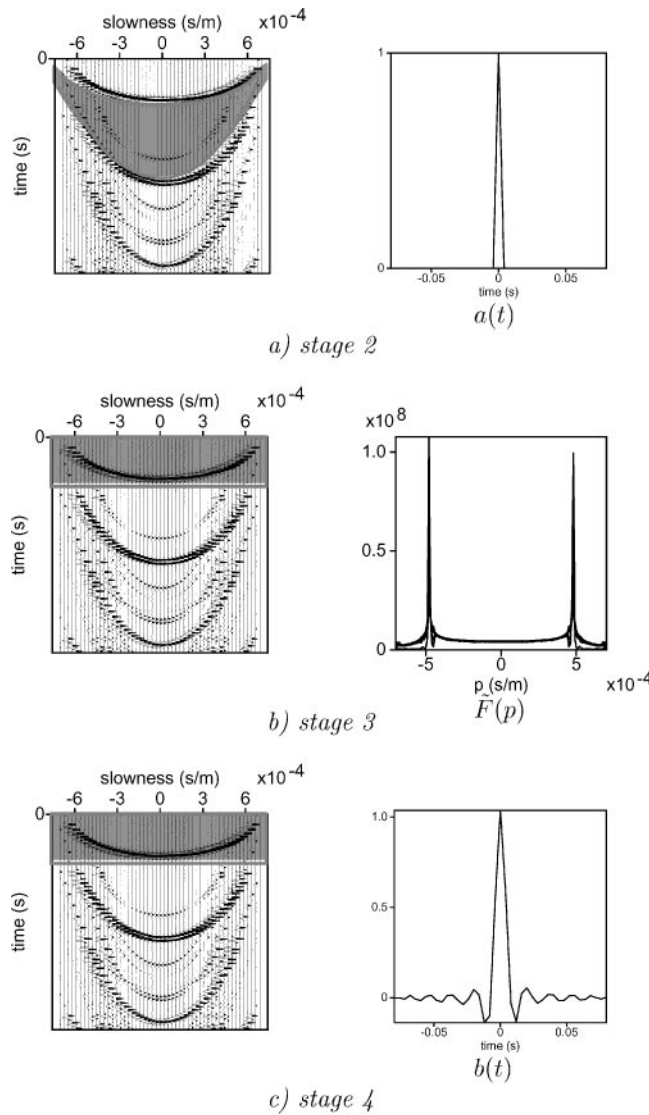 slowness (s/m) x10⁻⁴
-6 -3 0 3 6
0
time (s)
1
0.5
0
-0.05 0 0.05
time (s)
a(t)
a) stage 2
slowness (s/m) x10⁻⁴
-6 -3 0 3 6
0
time (s)
x10⁸
1.0
0.5
0
-5 0 5
p (s/m) x10⁻⁴
F̃(p)
b) stage 3
slowness (s/m) x10⁻⁴
-6 -3 0 3 6
0
time (s)
1.0
0.5
0
-0.05 0 0.05
time (s)
b(t)
c) stage 4